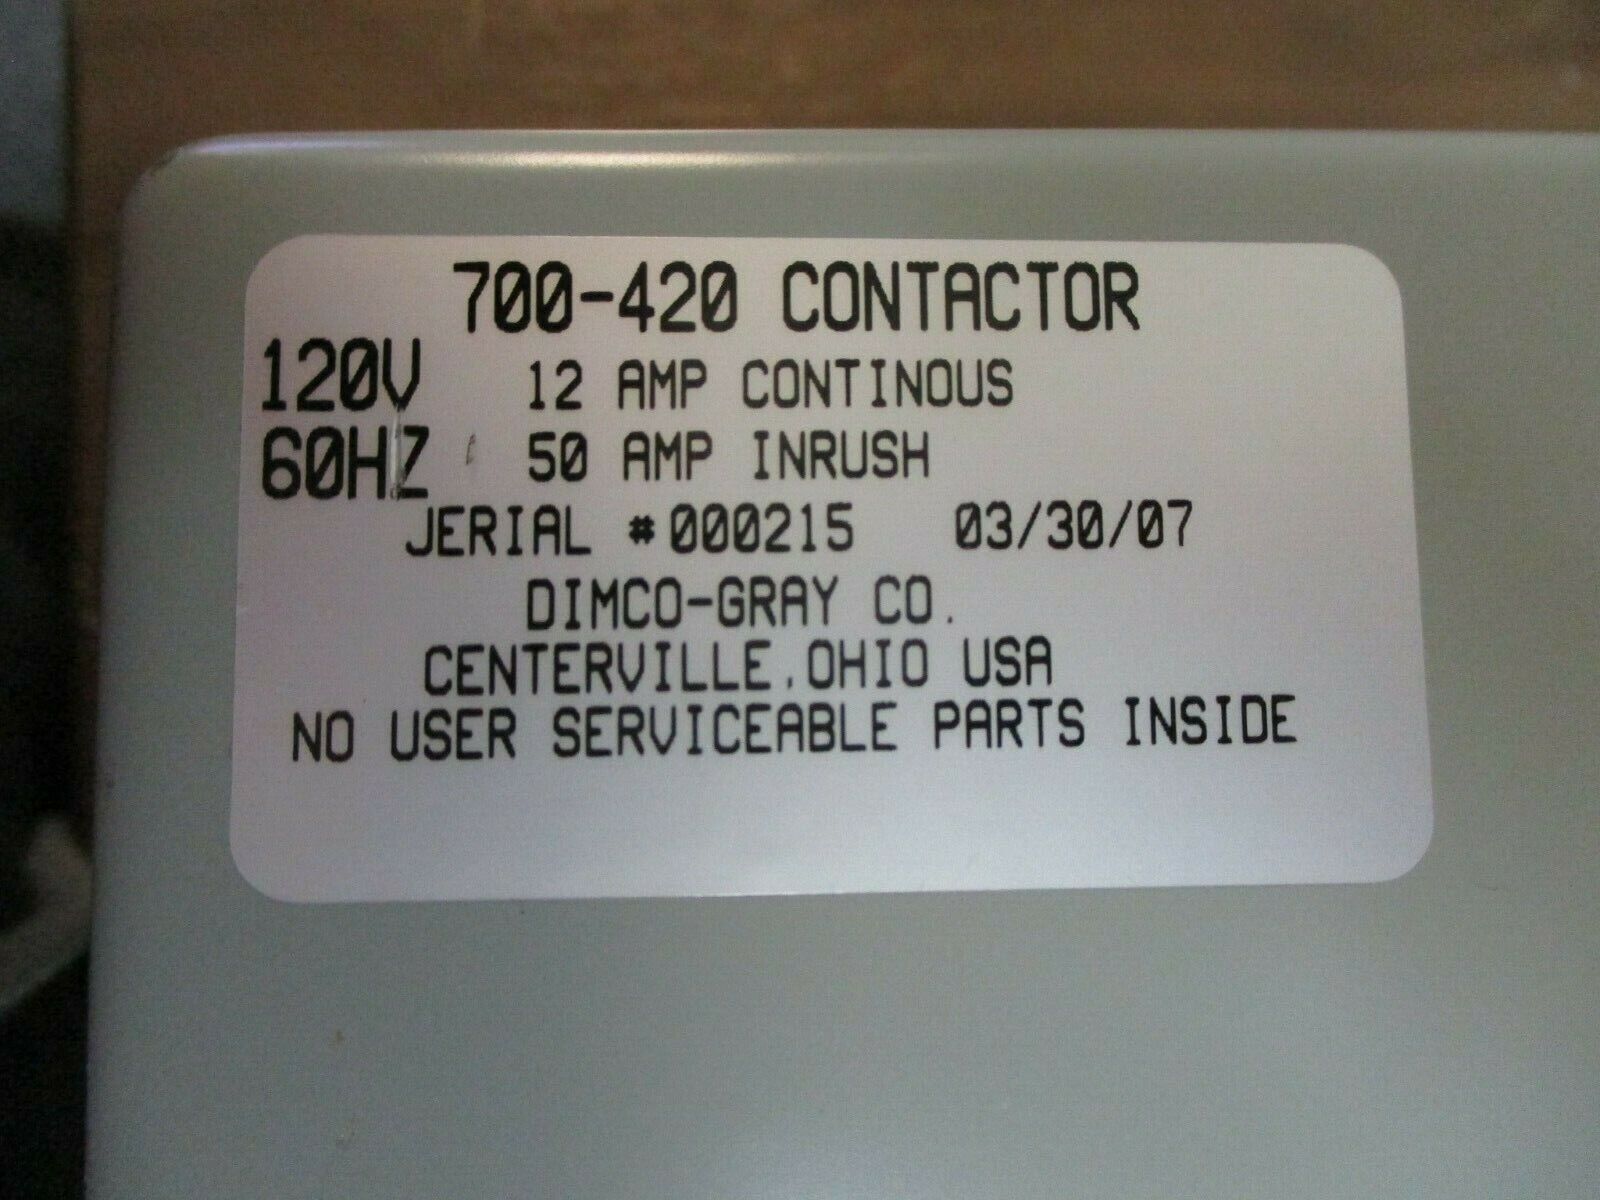 700-420 CONTACTOR
120V 12 AMP CONTINOUS
60HZ 50 AMP INRUSH
JERIAL #000215 03/30/07
DIMCO-GRAY CO.
CENTERVILLE,OHIO USA
NO USER SERVICEABLE PARTS INSIDE